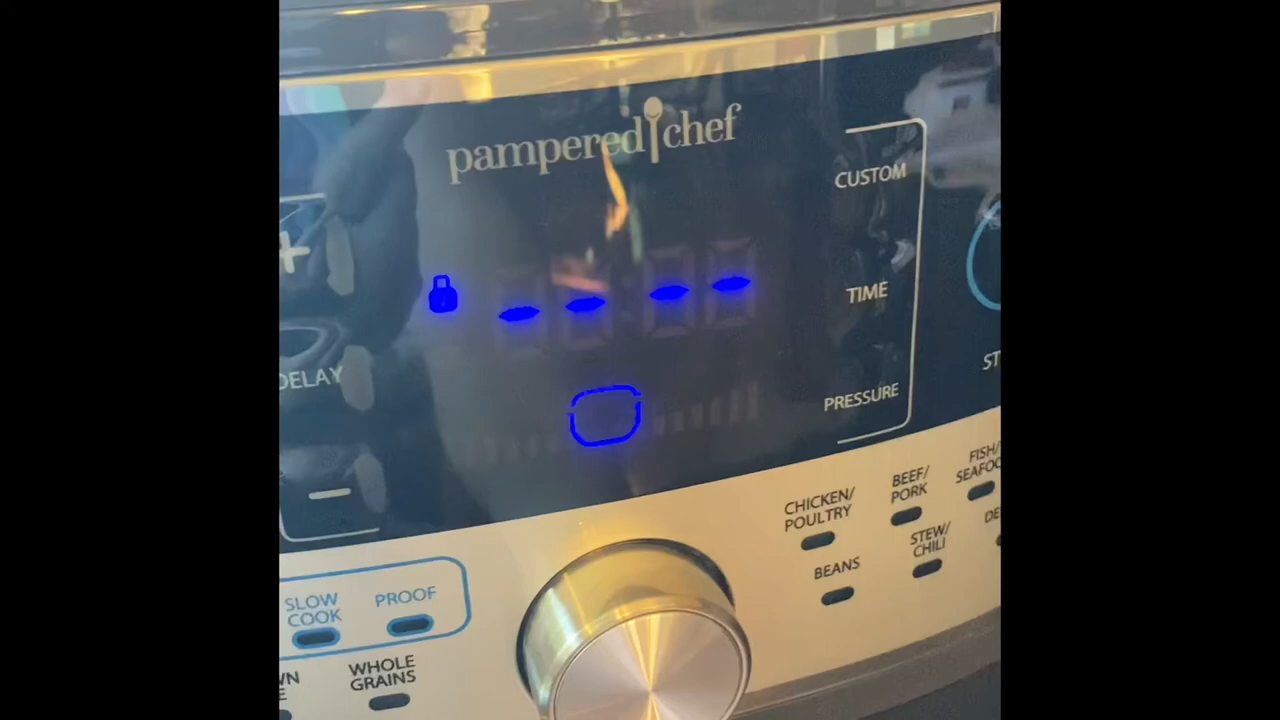 pampered chef
CUSTOM
+
- - - -
TIME
DELAY
PRESSURE
—
CHICKEN/
POULTRY
BEEF/
PORK
FISH/
BEANS
STEW/
CHILI
SLOW
COOK
PROOF
WHOLE
GRAINS